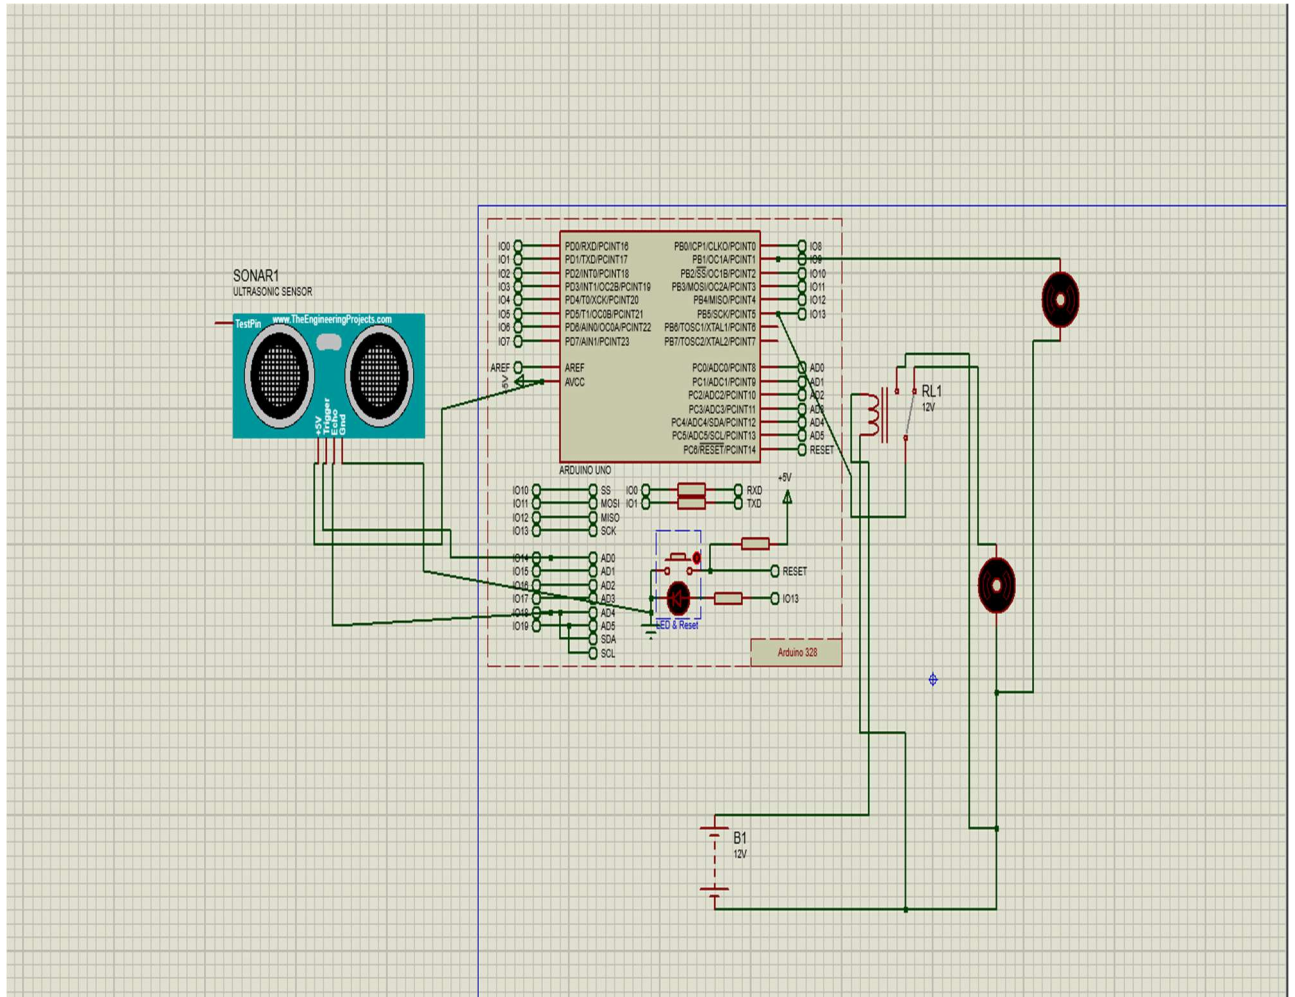 SONAR1
ULTRASONIC SENSOR
TestPin
www.TheEngineeringProjects.com
+5V
Trigger
Echo
Gnd
IO0 PD0/RXD/PCINT16 PB0/ICP1/CLKO/PCINT0 IO8
IO1 PD1/TXD/PCINT17 PB1/OC1A/PCINT1 IO9
IO2 PD2/INT0/PCINT18 PB2/SS/OC1B/PCINT2 IO10
IO3 PD3/INT1/OC2B/PCINT19 PB3/MOSI/OC2A/PCINT3 IO11
IO4 PD4/T0/XCK/PCINT20 PB4/MISO/PCINT4 IO12
IO5 PD5/T1/OC0B/PCINT21 PB5/SCK/PCINT5 IO13
IO6 PD6/AIN0/OC0A/PCINT22 PB6/TOSC1/XTAL1/PCINT6
IO7 PD7/AIN1/PCINT23 PB7/TOSC2/XTAL2/PCINT7
AREF AREF PC0/ADC0/PCINT8 AD0
AVCC PC1/ADC1/PCINT9 AD1
PC2/ADC2/PCINT10 AD2
PC3/ADC3/PCINT11 AD3
PC4/ADC4/SDA/PCINT12 AD4
PC5/ADC5/SCL/PCINT13 AD5
PC6/RESET/PCINT14 RESET
ARDUINO UNO
RL1
12V
+5V
IO10 SS IO0 RXD
IO11 MOSI IO1 TXD
IO12 MISO
IO13 SCK
IO14 AD0
IO15 AD1 RESET
IO16 AD2
IO17 AD3 IO13
IO18 AD4
IO19 AD5 LED & Reset
SDA
SCL
Arduino 328
B1
12V